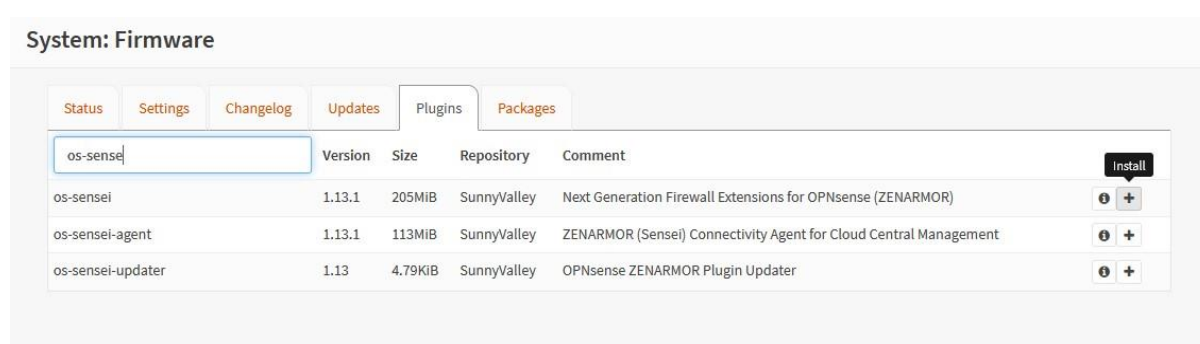 System: Firmware
Status Settings Changelog Updates Plugins Packages
os-sense Version Size Repository Comment
Install
os-sensei 1.13.1 205MiB SunnyValley Next Generation Firewall Extensions for OPNsense (ZENARMOR)
os-sensei-agent 1.13.1 113MiB SunnyValley ZENARMOR (Sensei) Connectivity Agent for Cloud Central Management
os-sensei-updater 1.13 4.79KiB SunnyValley OPNsense ZENARMOR Plugin Updater